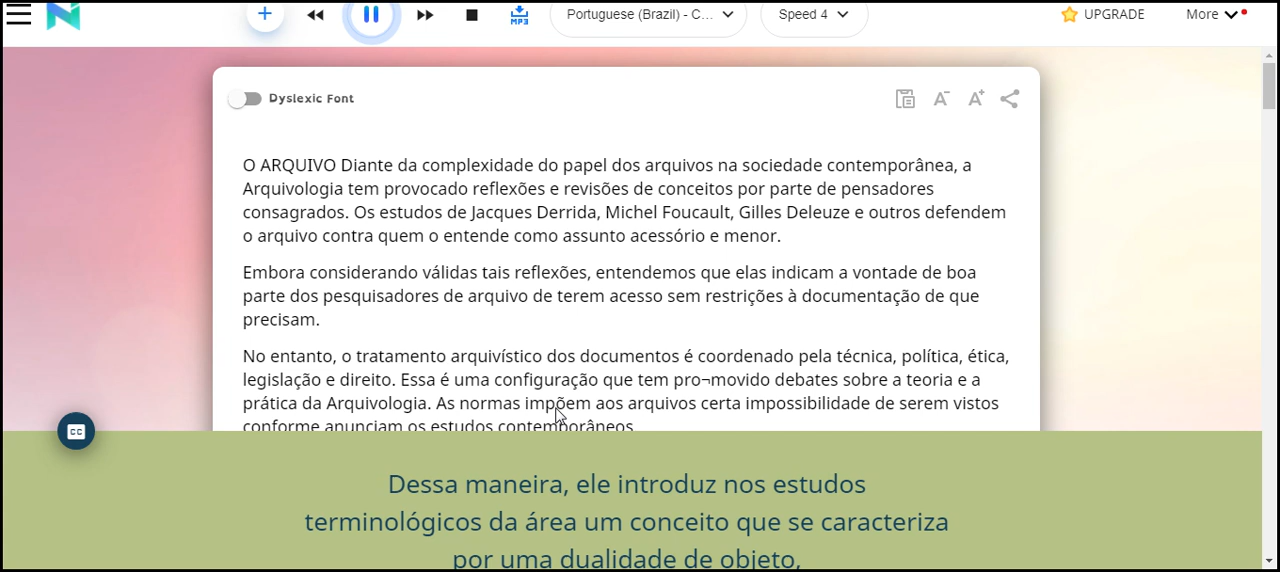 MP3
Portuguese (Brazil) - C...
Speed 4
UPGRADE
More
Dyslexic Font
A-
A+
O ARQUIVO Diante da complexidade do papel dos arquivos na sociedade contemporânea, a
Arquivologia tem provocado reflexões e revisões de conceitos por parte de pensadores
consagrados. Os estudos de Jacques Derrida, Michel Foucault, Gilles Deleuze e outros defendem
o arquivo contra quem o entende como assunto acessório e menor.
Embora considerando válidas tais reflexões, entendemos que elas indicam a vontade de boa
parte dos pesquisadores de arquivo de terem acesso sem restrições à documentação de que
precisam.
No entanto, o tratamento arquivístico dos documentos é coordenado pela técnica, política, ética,
legislação e direito. Essa é uma configuração que tem pro¬movido debates sobre a teoria e a
prática da Arquivologia. As normas impõem aos arquivos certa impossibilidade de serem vistos
conforme anunciam os estudos contemporâneos.
CC
Dessa maneira, ele introduz nos estudos
terminológicos da área um conceito que se caracteriza
por uma dualidade de objeto,